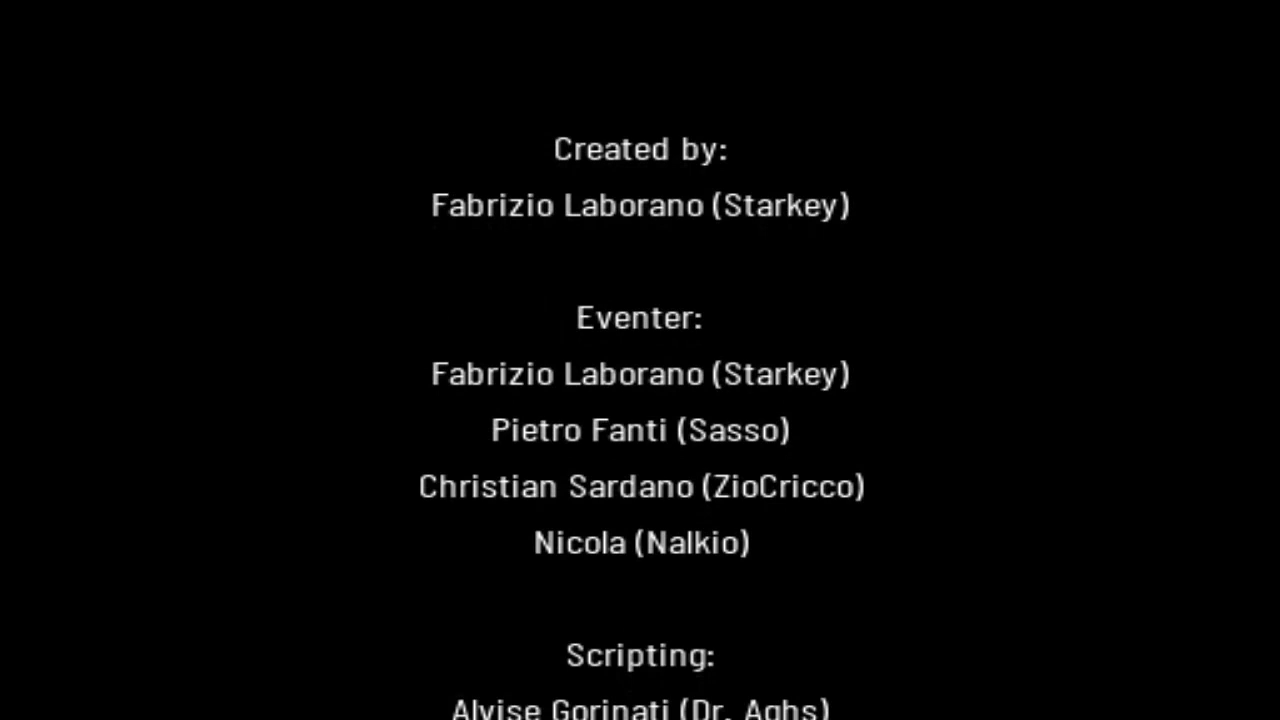 Created by:
Fabrizio Laborano (Starkey)
Eventer:
Fabrizio Laborano (Starkey)
Pietro Fanti (Sasso)
Christian Sardano (ZioCricco)
Nicola (Nalkio)
Scripting:
Alvise Gorinati (Dr. Aghs)